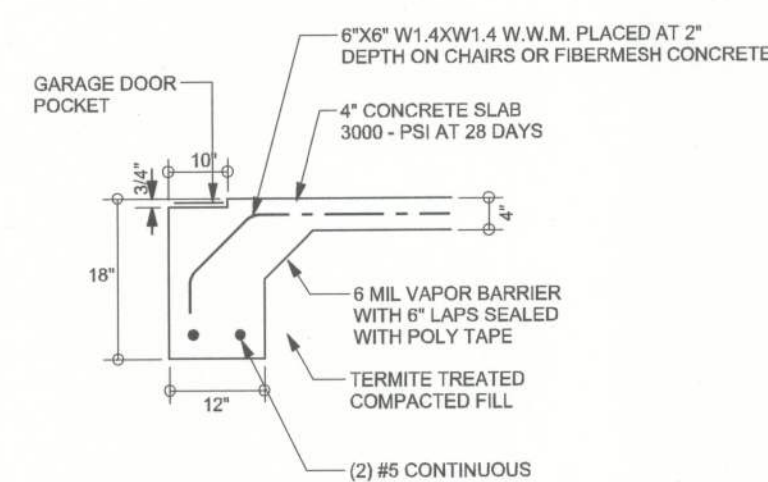 6"X6" W1.4XW1.4 W.W.M. PLACED AT 2"
DEPTH ON CHAIRS OR FIBERMESH CONCRETE
GARAGE DOOR
POCKET
4" CONCRETE SLAB
3000 - PSI AT 28 DAYS
10"
3/4"
4"
18"
6 MIL VAPOR BARRIER
WITH 6" LAPS SEALED
WITH POLY TAPE
TERMITE TREATED
COMPACTED FILL
12"
(2) #5 CONTINUOUS